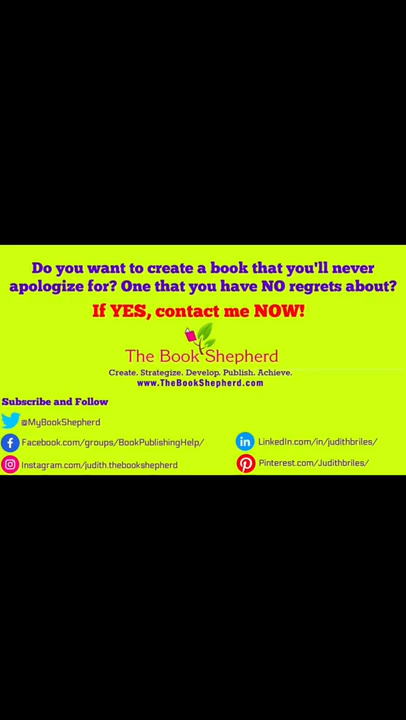 Do you want to create a book that you'll never
apologize for? One that you have NO regrets about?
If YES, contact me NOW!
The Book Shepherd
Create. Strategize. Develop. Publish. Achieve.
www.TheBookShepherd.com
Subscribe and Follow
@MyBookShepherd
Facebook.com/groups/BookPublishingHelp/
LinkedIn.com/in/judithbriles/
Instagram.com/judith.thebookshepherd
Pinterest.com/Judithbriles/